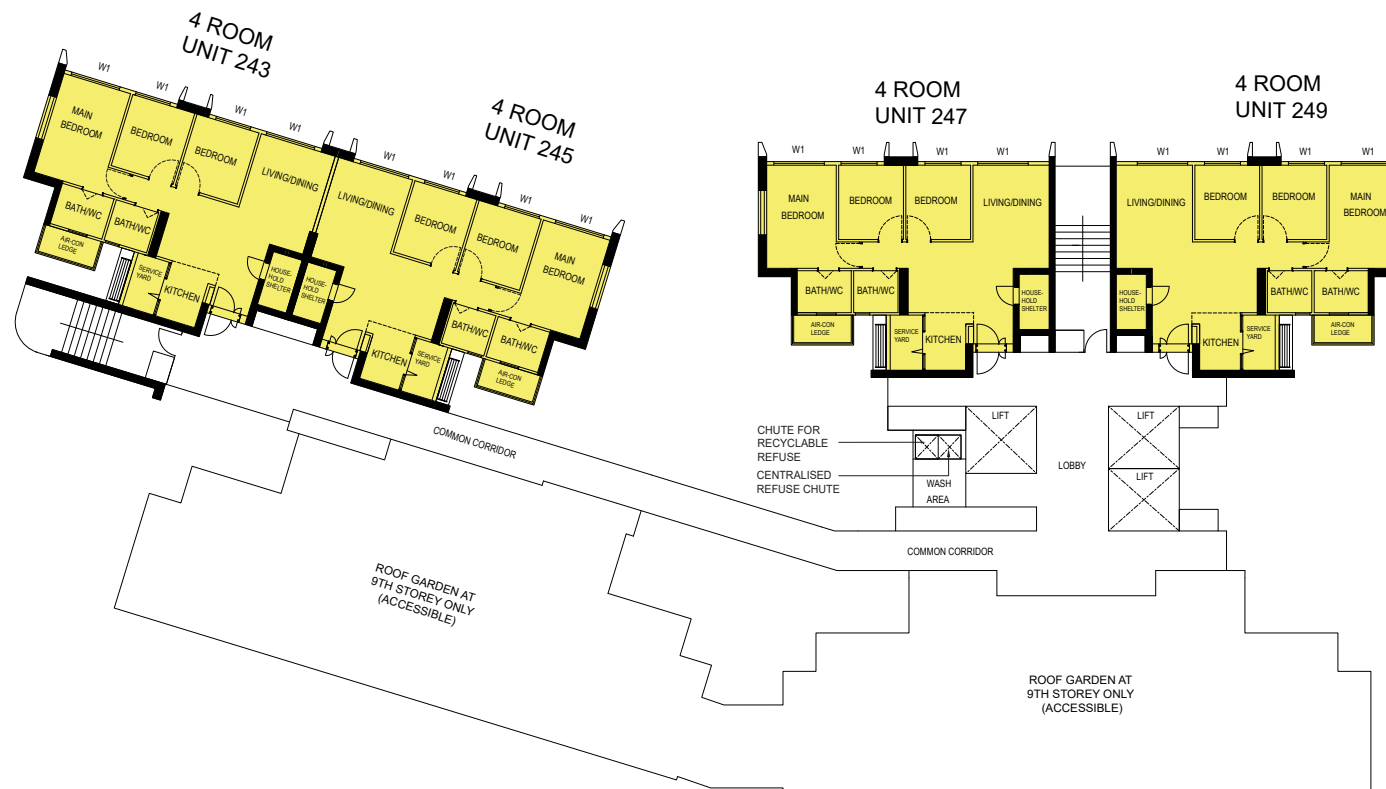 4 ROOM
UNIT 243
4 ROOM
UNIT 245
4 ROOM
UNIT 247
4 ROOM
UNIT 249
W1
W1
W1
W1
MAIN
BEDROOM
BEDROOM
BEDROOM
LIVING/DINING
BATH/WC
BATH/WC
AIR-CON
LEDGE
SERVICE
YARD
KITCHEN
HOUSE-
HOLD
SHELTER
W1
W1
W1
W1
LIVING/DINING
BEDROOM
BEDROOM
MAIN
BEDROOM
HOUSE-
HOLD
SHELTER
BATH/WC
BATH/WC
KITCHEN
SERVICE
YARD
AIR-CON
LEDGE
W1
W1
W1
W1
MAIN
BEDROOM
BEDROOM
BEDROOM
LIVING/DINING
BATH/WC
BATH/WC
HOUSE-
HOLD
SHELTER
AIR-CON
LEDGE
SERVICE
YARD
KITCHEN
W1
W1
W1
W1
LIVING/DINING
BEDROOM
BEDROOM
MAIN
BEDROOM
HOUSE-
HOLD
SHELTER
BATH/WC
BATH/WC
KITCHEN
SERVICE
YARD
AIR-CON
LEDGE
COMMON CORRIDOR
CHUTE FOR
RECYCLABLE
REFUSE
CENTRALISED
REFUSE CHUTE
WASH
AREA
LIFT
LOBBY
LIFT
LIFT
COMMON CORRIDOR
ROOF GARDEN AT
9TH STOREY ONLY
(ACCESSIBLE)
ROOF GARDEN AT
9TH STOREY ONLY
(ACCESSIBLE)